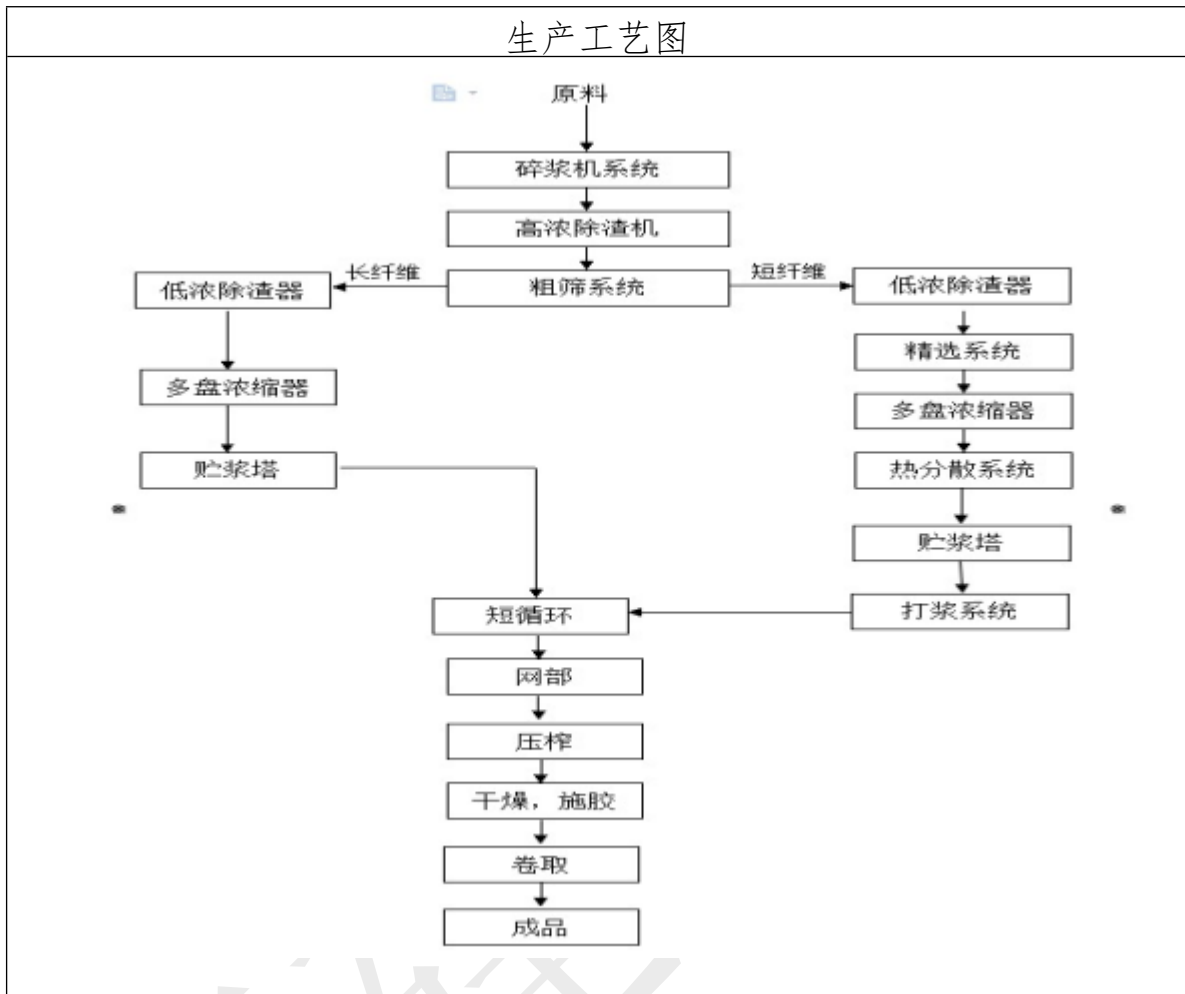 生产工艺图
原料
碎浆机系统
高浓除渣机
长纤维
粗筛系统
短纤维
低浓除渣器
低浓除渣器
精选系统
多盘浓缩器
多盘浓缩器
贮浆塔
热分散系统
贮浆塔
短循环
打浆系统
网部
压榨
干燥，施胶
卷取
成品